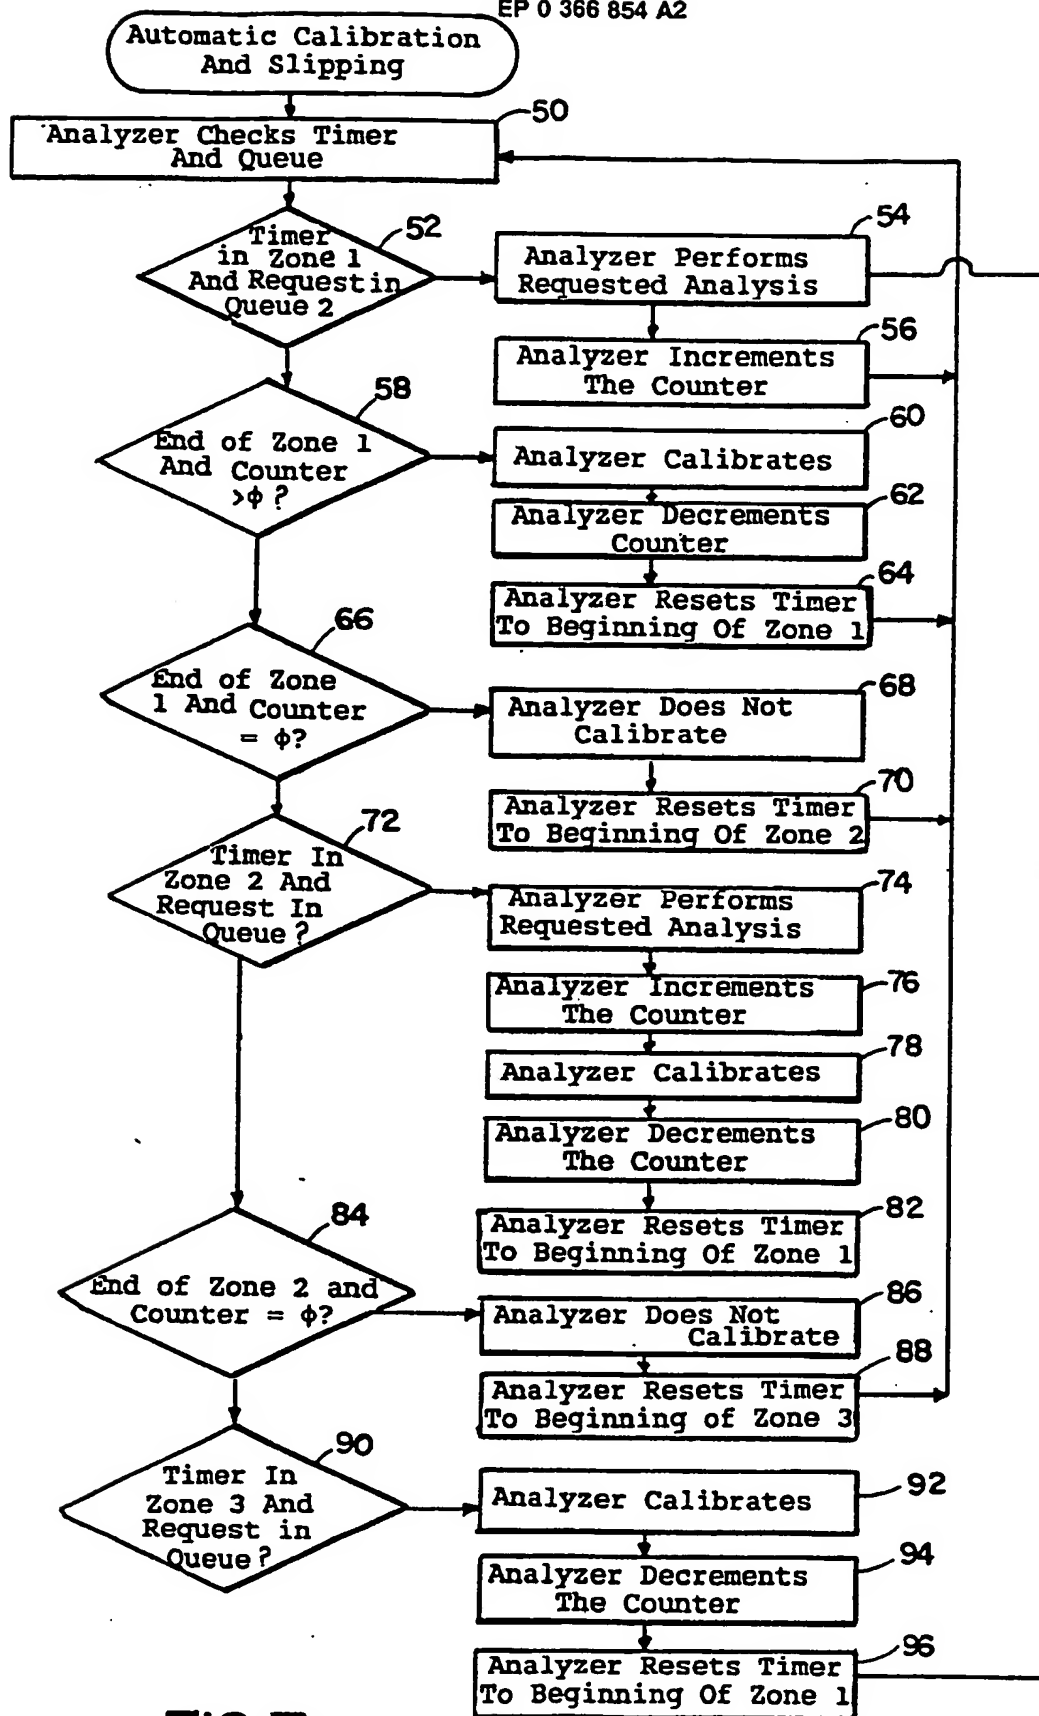 EP 0 366 854 A2
Automatic Calibration
And Slipping
50
Analyzer Checks Timer
And Queue
52
Timer
in Zone 1
And Request in
Queue 2
54
Analyzer Performs
Requested Analysis
56
Analyzer Increments
The Counter
58
End of Zone 1
And Counter
>ϕ ?
60
Analyzer Calibrates
62
Analyzer Decrements
Counter
64
Analyzer Resets Timer
To Beginning Of Zone 1
66
End of Zone
1 And Counter
= ϕ?
68
Analyzer Does Not
Calibrate
70
Analyzer Resets Timer
To Beginning Of Zone 2
72
Timer In
Zone 2 And
Request In
Queue ?
74
Analyzer Performs
Requested Analysis
76
Analyzer Increments
The Counter
78
Analyzer Calibrates
80
Analyzer Decrements
The Counter
82
Analyzer Resets Timer
To Beginning Of Zone 1
84
End of Zone 2 and
Counter = ϕ?
86
Analyzer Does Not
Calibrate
88
Analyzer Resets Timer
To Beginning of Zone 3
90
Timer In
Zone 3 And
Request in
Queue ?
92
Analyzer Calibrates
94
Analyzer Decrements
The Counter
96
Analyzer Resets Timer
To Beginning Of Zone 1